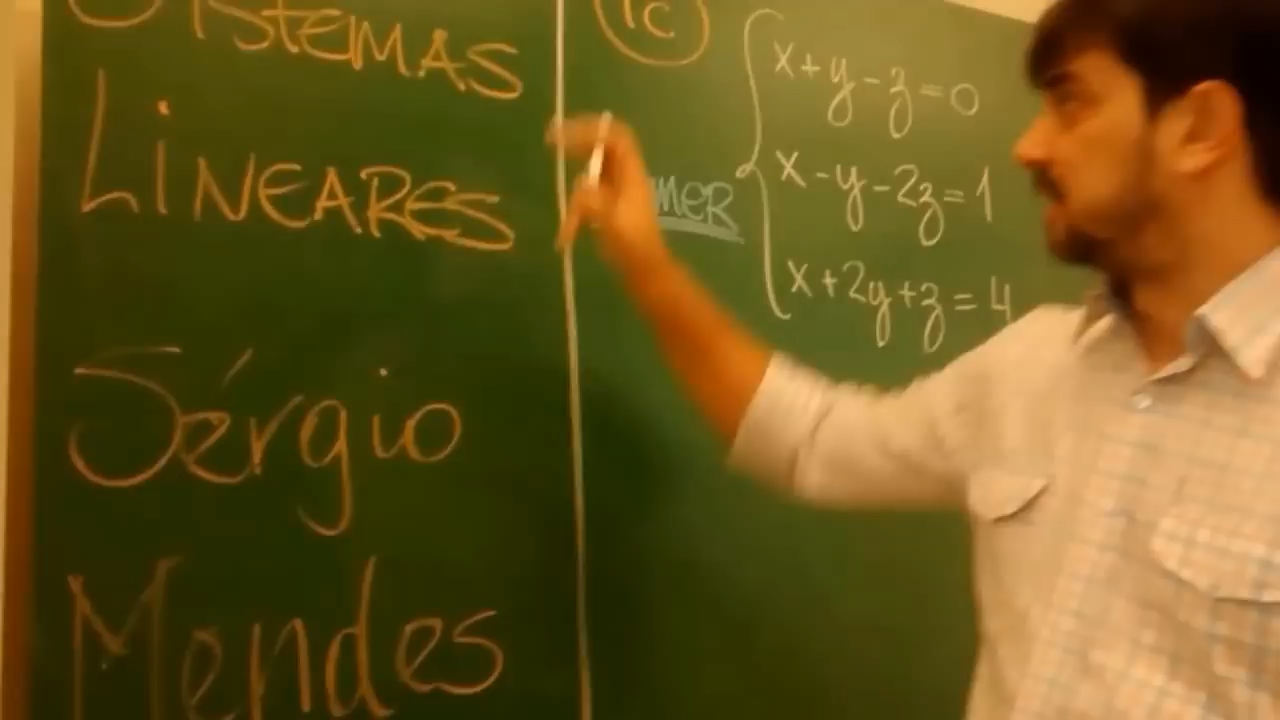 Sistemas
Lineares
Sérgio
Mendes
1c
x+y-z=0
x-y-2z=1
x+2y+z=4